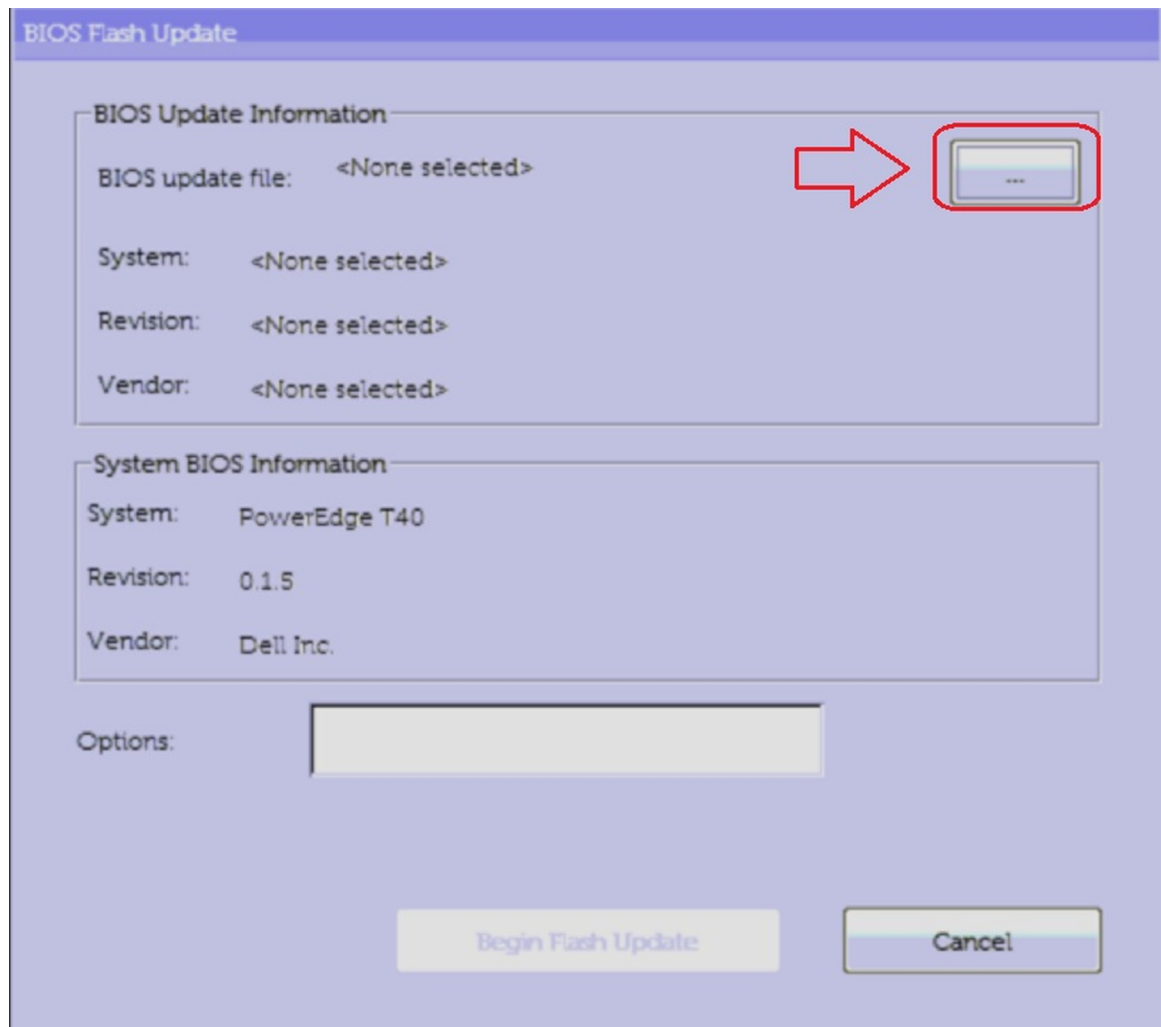 BIOS Flash Update
BIOS Update Information
BIOS update file: <None selected>
...
System: <None selected>
Revision: <None selected>
Vendor: <None selected>
System BIOS Information
System: PowerEdge T40
Revision: 0.1.5
Vendor: Dell Inc.
Options:
Begin Flash Update
Cancel